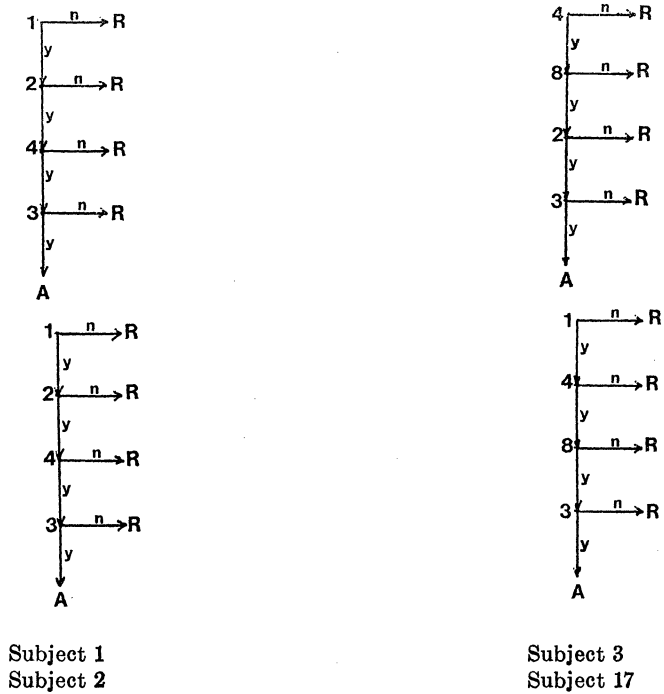 1 n R
y
2 n R
y
4 n R
y
3 n R
y
A
1 n R
y
2 n R
y
4 n R
y
3 n R
y
A
4 n R
y
8 n R
y
2 n R
y
3 n R
y
A
1 n R
y
4 n R
y
8 n R
y
3 n R
y
A
Subject 1
Subject 2
Subject 3
Subject 17